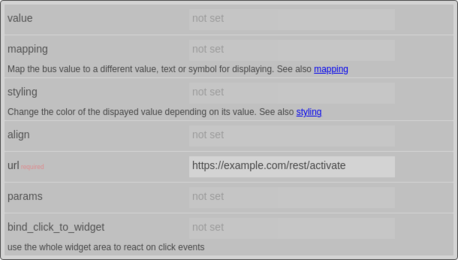 value not set
mapping not set
Map the bus value to a different value, text or symbol for displaying. See also mapping
styling not set
Change the color of the dispayed value depending on its value. See also styling
align not set
url required https://example.com/rest/activate
params not set
bind_click_to_widget not set
use the whole widget area to react on click events